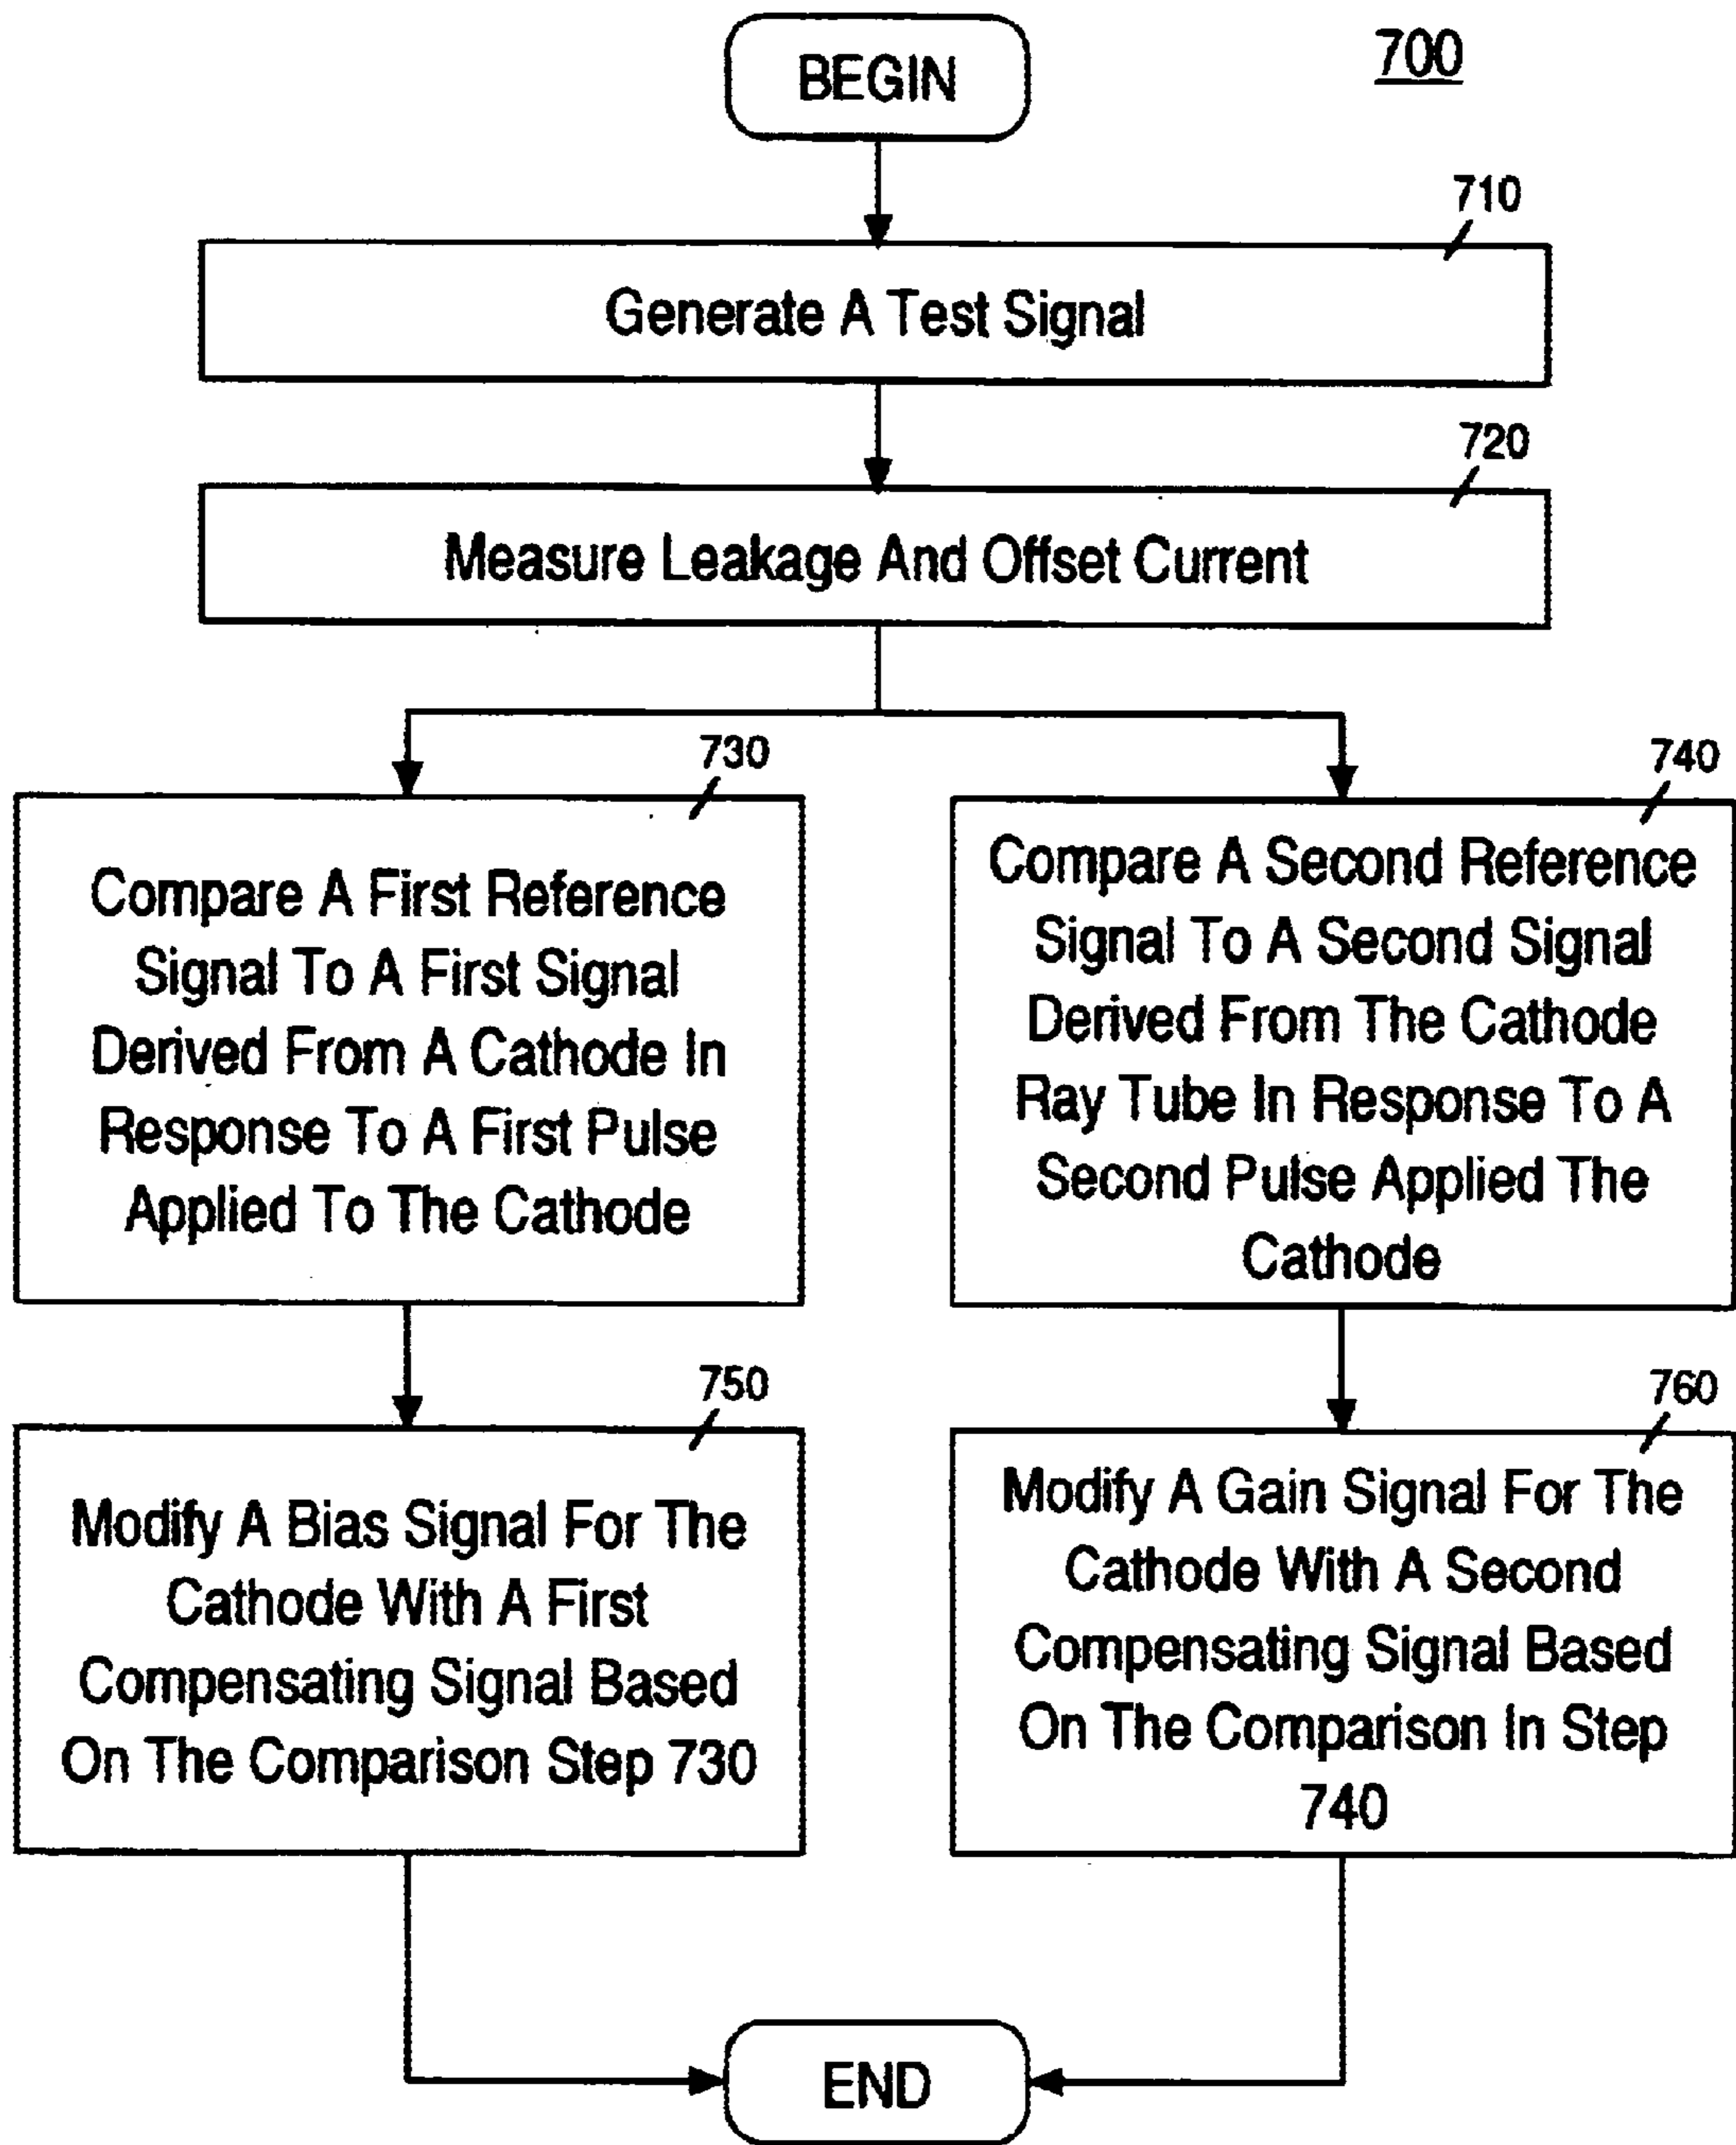 700
BEGIN
710
Generate A Test Signal
720
Measure Leakage And Offset Current
730
Compare A First Reference
Signal To A First Signal
Derived From A Cathode In
Response To A First Pulse
Applied To The Cathode
740
Compare A Second Reference
Signal To A Second Signal
Derived From The Cathode
Ray Tube In Response To A
Second Pulse Applied The
Cathode
750
Modify A Bias Signal For The
Cathode With A First
Compensating Signal Based
On The Comparison Step 730
760
Modify A Gain Signal For The
Cathode With A Second
Compensating Signal Based
On The Comparison In Step
740
END